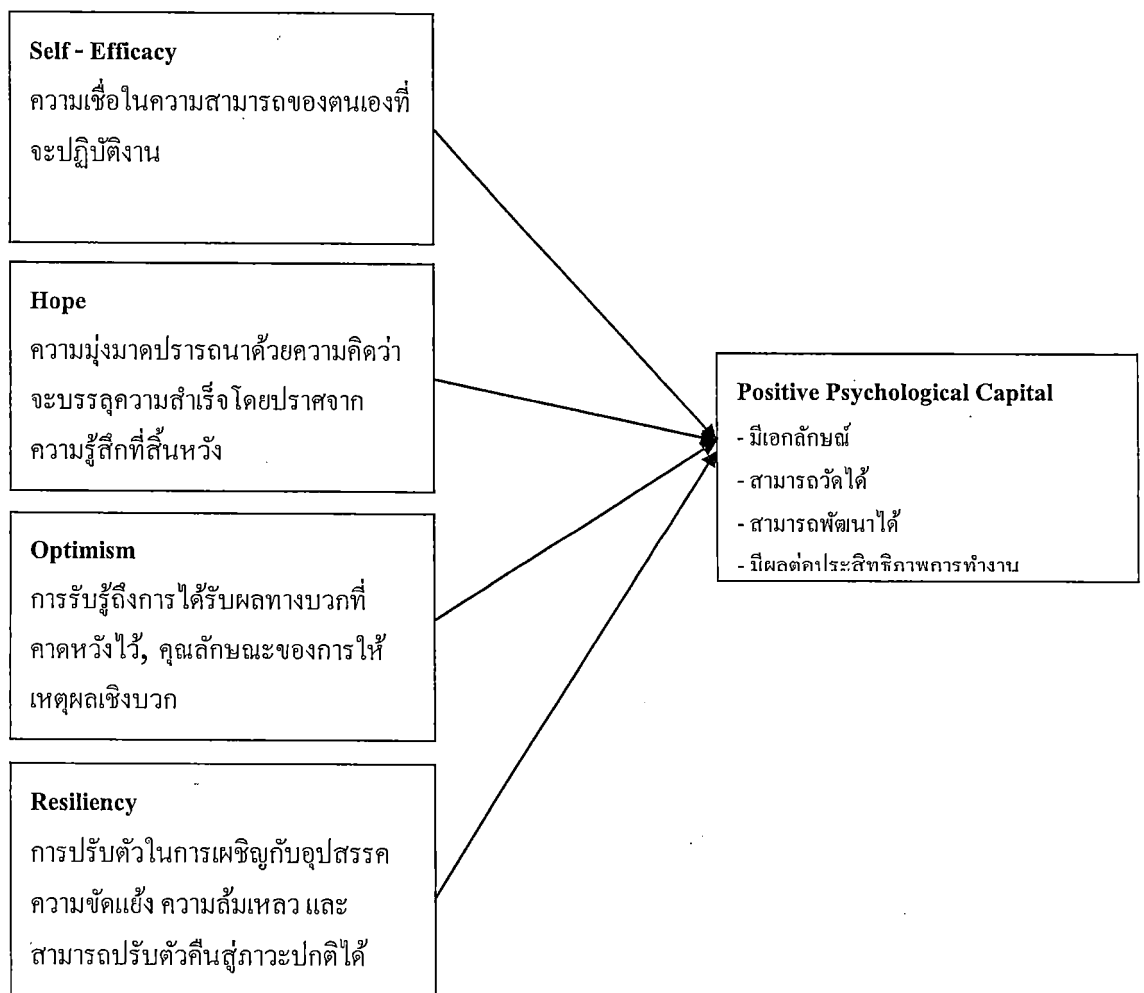 Self - Efficacy
ความเชื่อในความสามารถของตนเองที่
จะปฏิบัติงาน
Hope
ความมุ่งมาดปรารถนาด้วยความคิดว่า
จะบรรลุความสำเร็จโดยปราศจาก
ความรู้สึกที่สิ้นหวัง
Optimism
การรับรู้ถึงการได้รับผลทางบวกที่
คาดหวังไว้, คุณลักษณะของการให้
เหตุผลเชิงบวก
Resiliency
การปรับตัวในการเผชิญกับอุปสรรค
ความขัดแย้ง ความล้มเหลว และ
สามารถปรับตัวคืนสู่ภาวะปกติได้
Positive Psychological Capital
- มีเอกลักษณ์
- สามารถวัดได้
- สามารถพัฒนาได้
- มีผลต่อประสิทธิภาพการทำงาน